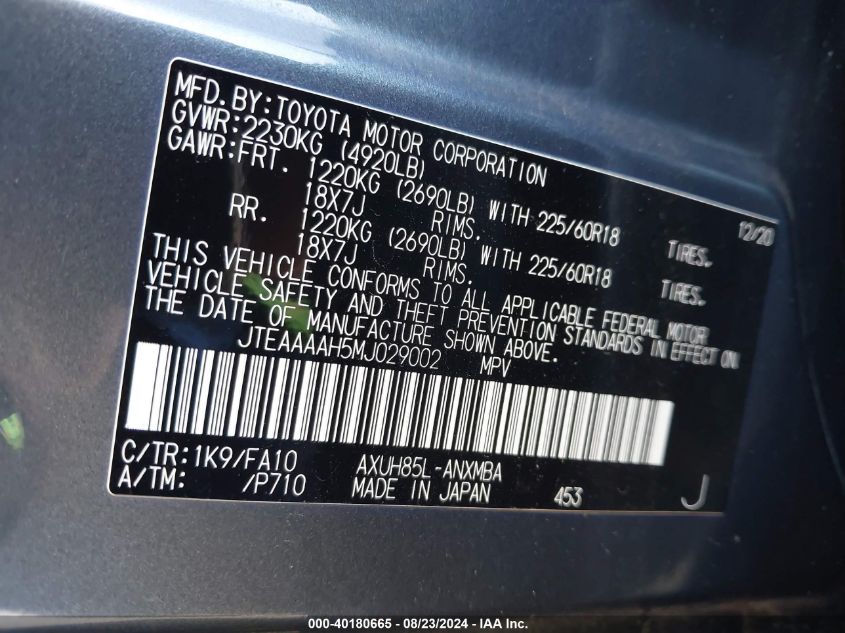 MFD.BY:TOYOTA MOTOR CORPORATION 12/20
GVWR:2230KG (4920LB)
GAWR:FRT. 1220KG (2690LB) WITH 225/60R18 TIRES.
18X7J RIMS.
RR. 1220KG (2690LB) WITH 225/60R18 TIRES.
18X7J RIMS.
THIS VEHICLE CONFORMS TO ALL APPLICABLE FEDERAL MOTOR
VEHICLE SAFETY AND THEFT PREVENTION STANDARDS IN EFFECT ON
THE DATE OF MANUFACTURE SHOWN ABOVE.
JTEAAAAH5MJ029002 MPV
C/TR:1K9/FA10 AXUH85L-ANXMBA
A/TM: /P710 MADE IN JAPAN 453 J
000-40180665 - 08/23/2024 - IAA Inc.